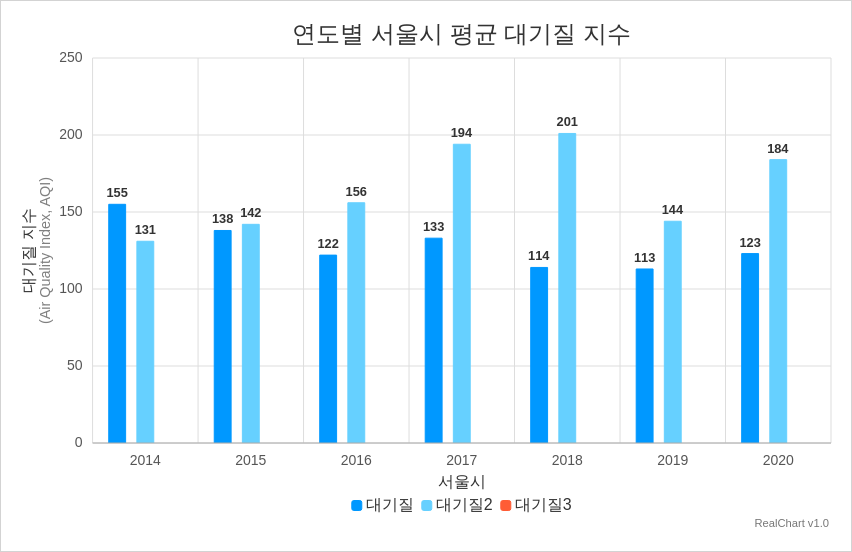 연도별 서울시 평균 대기질 지수
대기질 지수
(Air Quality Index, AQI)
250
200
150
100
50
0
155 131 138 142 122 156 133 194 114 201 113 144 123 184
2014 2015 2016 2017 2018 2019 2020
서울시
대기질 대기질2 대기질3
RealChart v1.0